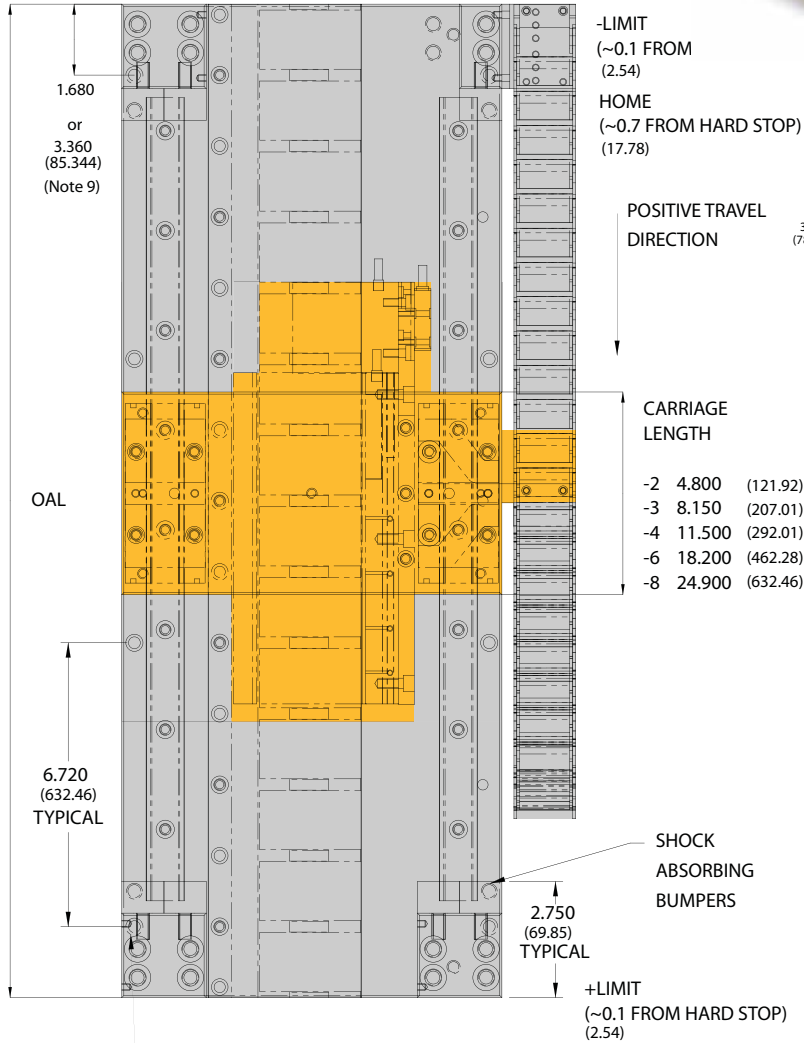 -LIMIT
(~0.1 FROM
(2.54)
HOME
(~0.7 FROM HARD STOP)
(17.78)
1.680
or
3.360
(85.344)
(Note 9)
POSITIVE TRAVEL
DIRECTION
CARRIAGE
LENGTH
-2 4.800 (121.92)
-3 8.150 (207.01)
-4 11.500 (292.01)
-6 18.200 (462.28)
-8 24.900 (632.46)
OAL
6.720
(632.46)
TYPICAL
SHOCK
ABSORBING
BUMPERS
2.750
(69.85)
TYPICAL
+LIMIT
(~0.1 FROM HARD STOP)
(2.54)